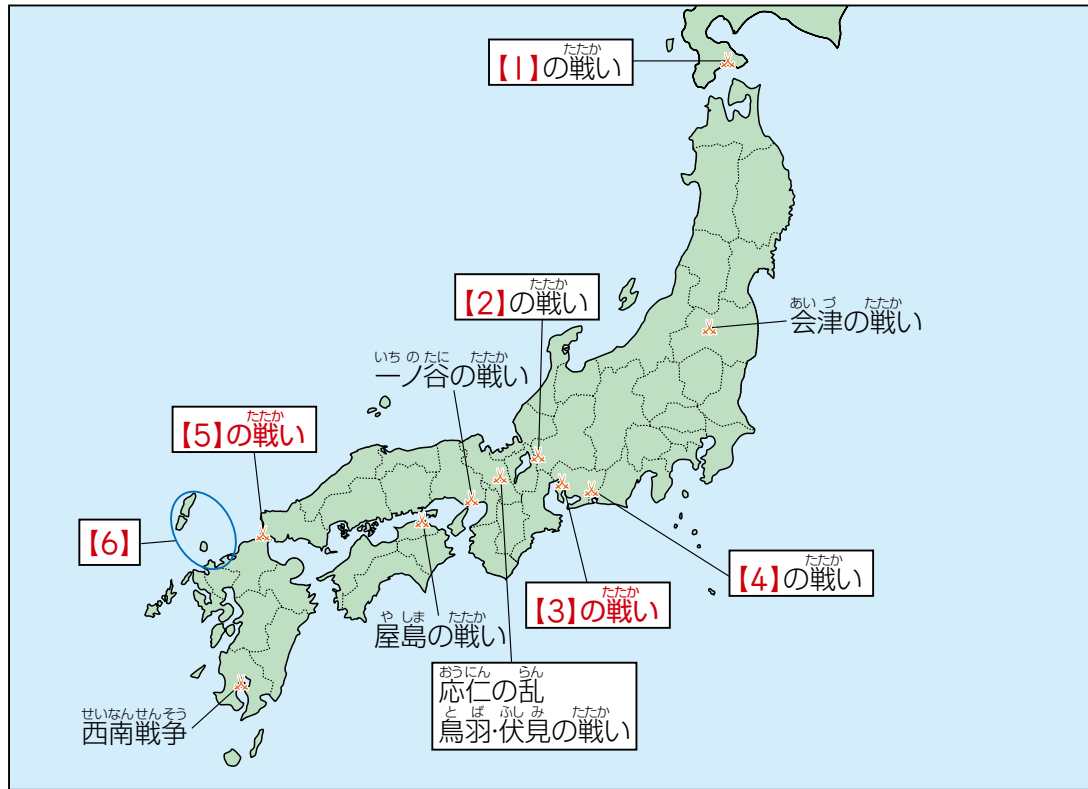 たたか
【1】の戦い
たたか
【2】の戦い
あい づ たたか
会津の戦い
いち の たに たたか
一ノ谷の戦い
たたか
【5】の戦い
【6】
たたか
【4】の戦い
たたか
【3】の戦い
や しま たたか
屋島の戦い
おうにん らん
応仁の乱
と ば ふし み たたか
鳥羽・伏見の戦い
せいなんせんそう
西南戦争